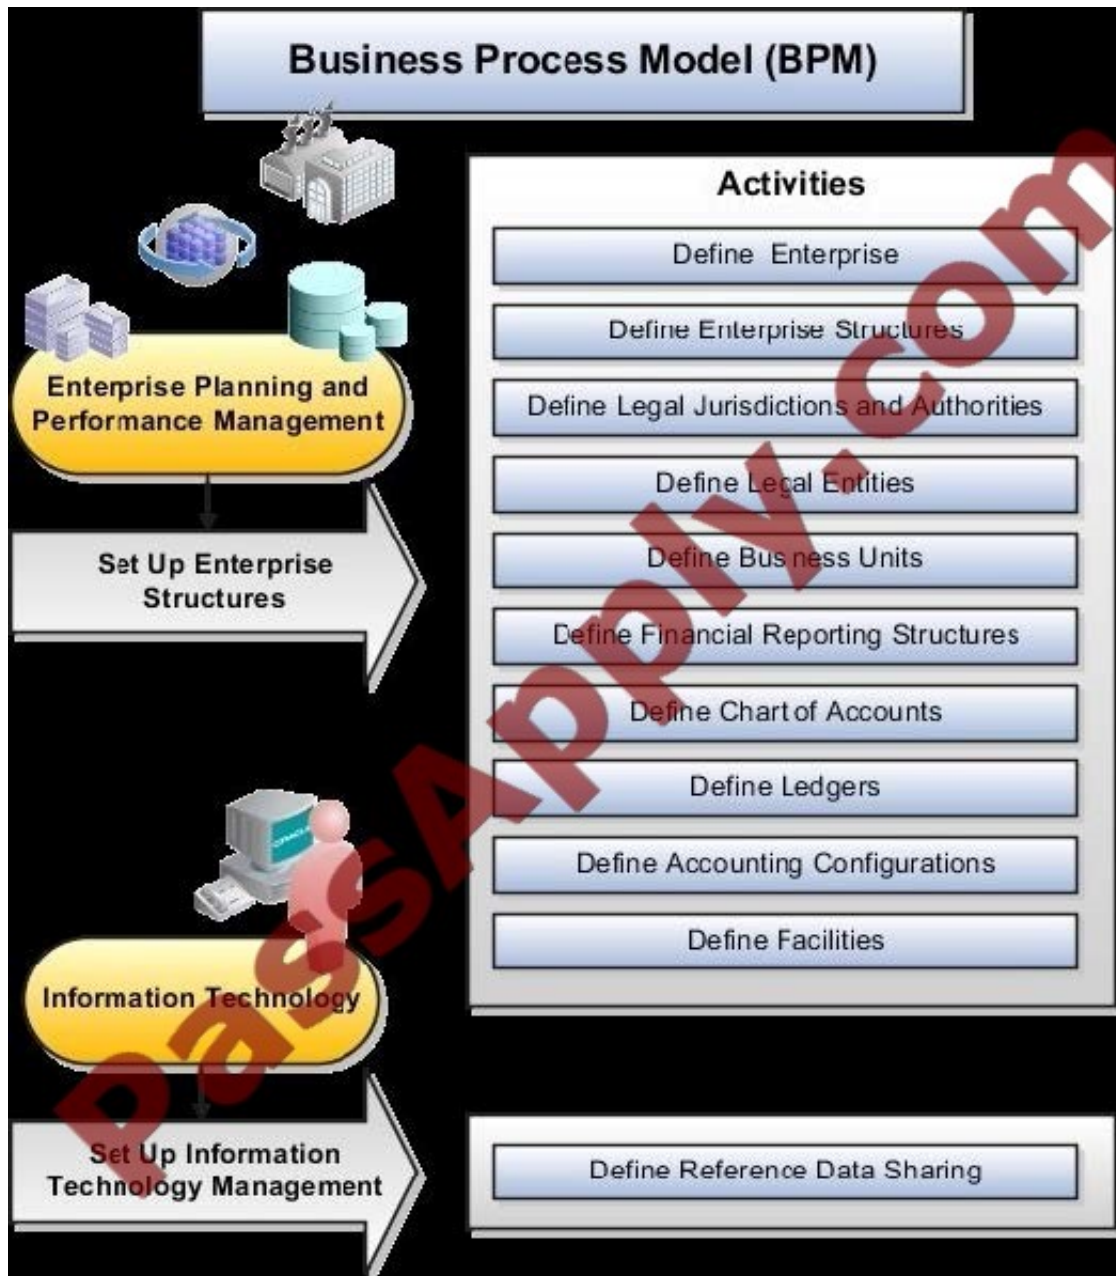 Business Process Model (BPM)
Activities
Define Enterprise
Define Enterprise Structures
Define Legal Jurisdictions and Authorities
Define Legal Entities
Define Business Units
Define Financial Reporting Structures
Define Chart of Accounts
Define Ledgers
Define Accounting Configurations
Define Facilities
Enterprise Planning and
Performance Management
Set Up Enterprise
Structures
ORACLE
Information Technology
Set Up Information
Technology Management
Define Reference Data Sharing
PassApply.com